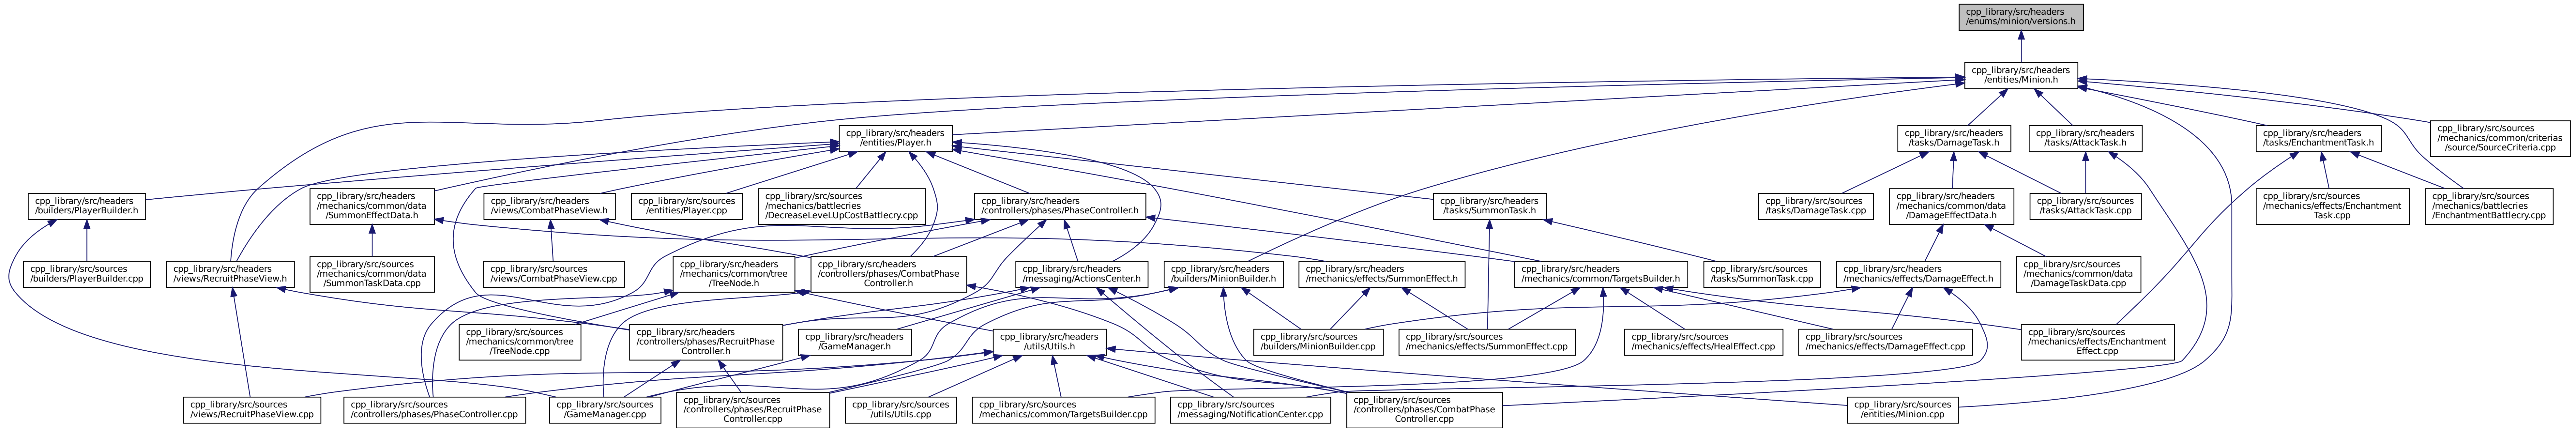 cpp_library/src/headers
/enums/minion/versions.h
cpp_library/src/headers
/entities/Minion.h
cpp_library/src/headers
/entities/Player.h
cpp_library/src/headers
/tasks/DamageTask.h
cpp_library/src/headers
/tasks/AttackTask.h
cpp_library/src/headers
/tasks/EnchantmentTask.h
cpp_library/src/sources
/mechanics/common/criterias
/source/SourceCriteria.cpp
cpp_library/src/headers
/builders/PlayerBuilder.h
cpp_library/src/headers
/mechanics/common/data
/SummonEffectData.h
cpp_library/src/headers
/views/CombatPhaseView.h
cpp_library/src/sources
/entities/Player.cpp
cpp_library/src/sources
/mechanics/battlecries
/DecreaseLeveLUpCostBattlecry.cpp
cpp_library/src/headers
/controllers/phases/PhaseController.h
cpp_library/src/headers
/tasks/SummonTask.h
cpp_library/src/sources
/tasks/DamageTask.cpp
cpp_library/src/headers
/mechanics/common/data
/DamageEffectData.h
cpp_library/src/sources
/tasks/AttackTask.cpp
cpp_library/src/sources
/mechanics/effects/Enchantment
Task.cpp
cpp_library/src/sources
/mechanics/battlecries
/EnchantmentBattlecry.cpp
cpp_library/src/sources
/builders/PlayerBuilder.cpp
cpp_library/src/headers
/views/RecruitPhaseView.h
cpp_library/src/sources
/mechanics/common/data
/SummonTaskData.cpp
cpp_library/src/sources
/views/CombatPhaseView.cpp
cpp_library/src/headers
/mechanics/common/tree
/TreeNode.h
cpp_library/src/headers
/controllers/phases/CombatPhase
Controller.h
cpp_library/src/headers
/messaging/ActionsCenter.h
cpp_library/src/headers
/builders/MinionBuilder.h
cpp_library/src/headers
/mechanics/effects/SummonEffect.h
cpp_library/src/headers
/mechanics/common/TargetsBuilder.h
cpp_library/src/sources
/tasks/SummonTask.cpp
cpp_library/src/headers
/mechanics/effects/DamageEffect.h
cpp_library/src/sources
/mechanics/common/data
/DamageTaskData.cpp
cpp_library/src/sources
/mechanics/common/tree
/TreeNode.cpp
cpp_library/src/headers
/controllers/phases/RecruitPhase
Controller.h
cpp_library/src/headers
/GameManager.h
cpp_library/src/headers
/utils/Utils.h
cpp_library/src/sources
/builders/MinionBuilder.cpp
cpp_library/src/sources
/mechanics/effects/SummonEffect.cpp
cpp_library/src/sources
/mechanics/effects/HealEffect.cpp
cpp_library/src/sources
/mechanics/effects/DamageEffect.cpp
cpp_library/src/sources
/mechanics/effects/Enchantment
Effect.cpp
cpp_library/src/sources
/views/RecruitPhaseView.cpp
cpp_library/src/sources
/controllers/phases/PhaseController.cpp
cpp_library/src/sources
/GameManager.cpp
cpp_library/src/sources
/controllers/phases/RecruitPhase
Controller.cpp
cpp_library/src/sources
/utils/Utils.cpp
cpp_library/src/sources
/mechanics/common/TargetsBuilder.cpp
cpp_library/src/sources
/messaging/NotificationCenter.cpp
cpp_library/src/sources
/controllers/phases/CombatPhase
Controller.cpp
cpp_library/src/sources
/entities/Minion.cpp